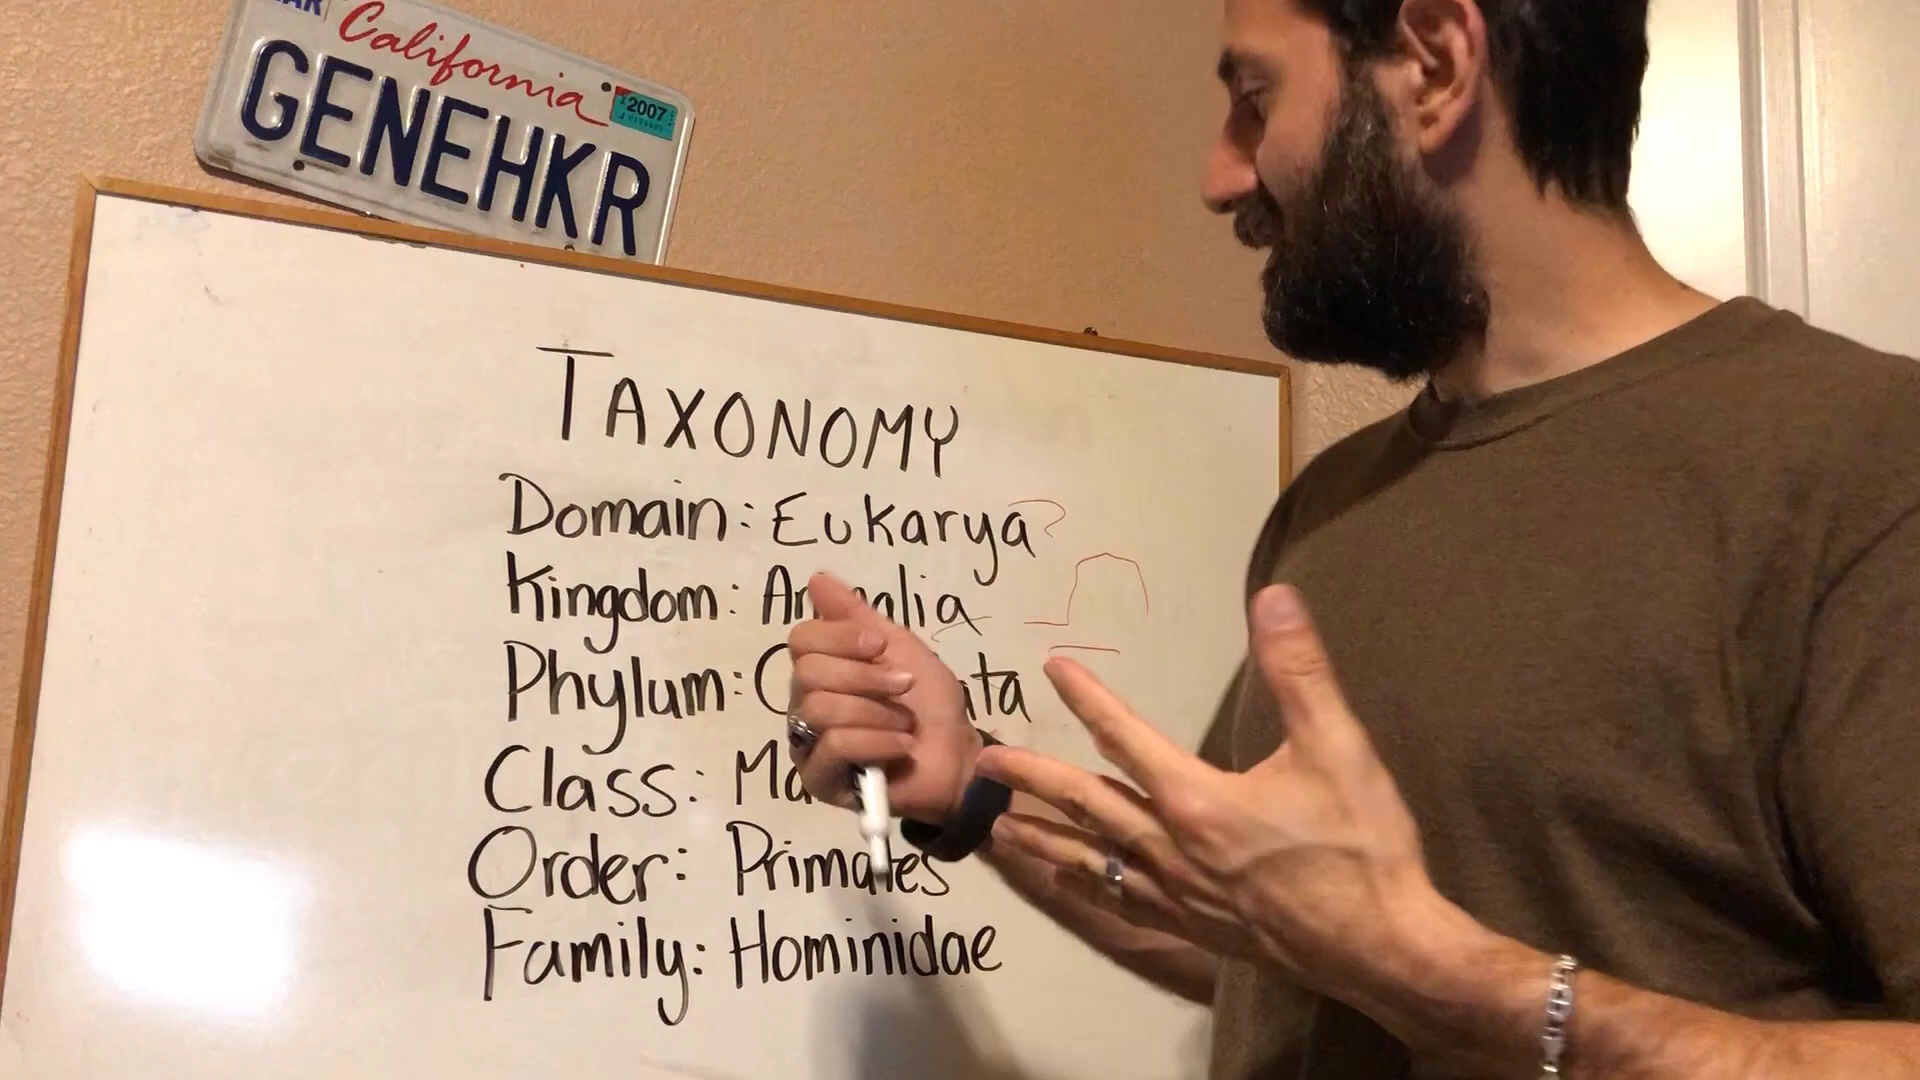 California
2007
GENEHKR
TAXONOMY
Domain: Eukarya
Kingdom:
Phylum:
Class:
Order: Primates
Family: Hominidae